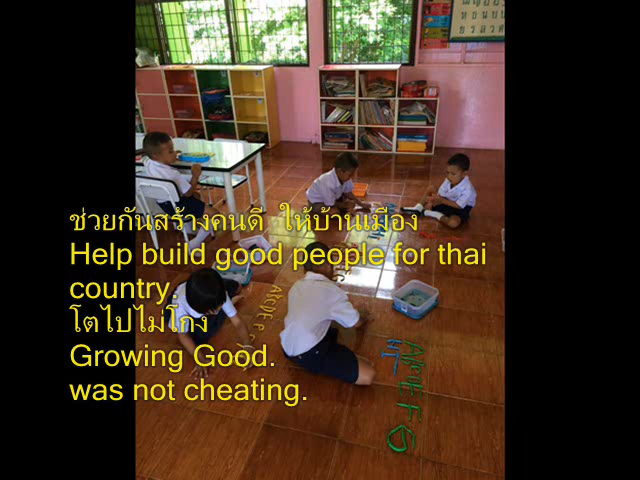 ช่วยกันสร้างคนดี ให้บ้านเมือง
Help build good people for thai
country.
โตไปไม่โกง
Growing Good.
was not cheating.
ABCDEFG
HI